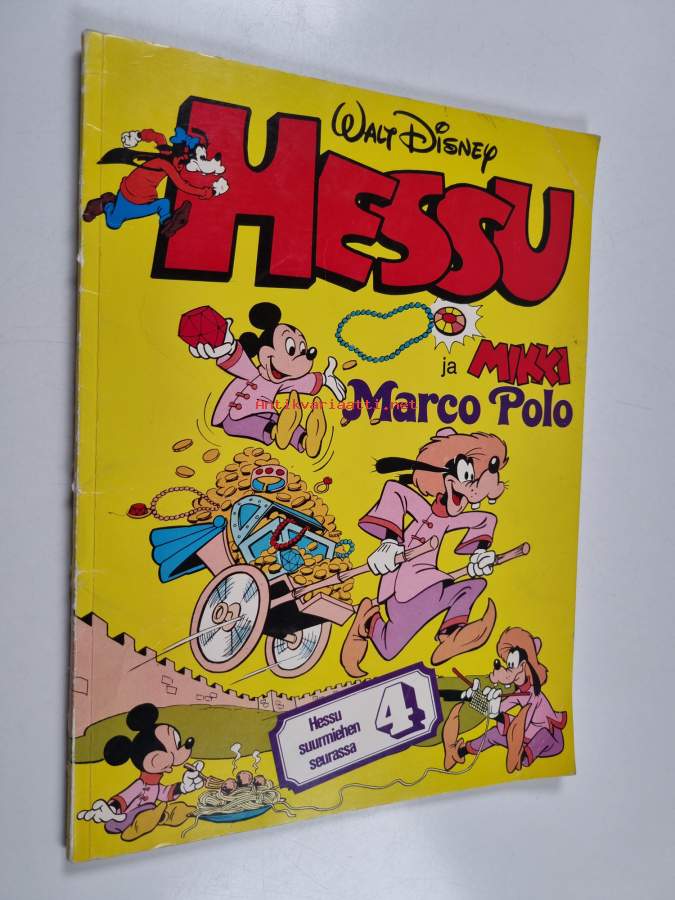 WALT DISNEY
HESSU
ja MIKKI
Marco Polo
Antikvariaatti.net
Hessu
suurmiehen
seurassa
4